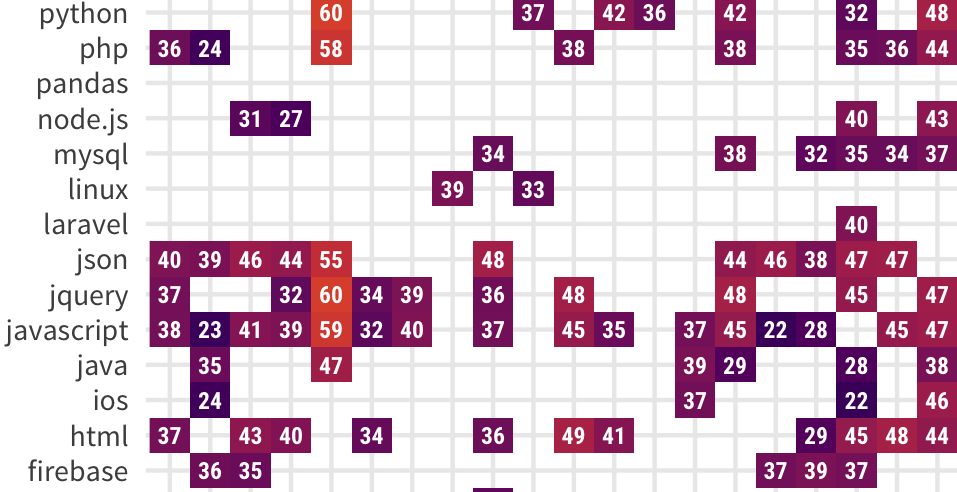 python 60 37 42 36 42 32 48
php 36 24 58 38 38 35 36 44
pandas
node.js 31 27 40 43
mysql 34 38 32 35 34 37
linux 39 33
laravel 40
json 40 39 46 44 55 48 44 46 38 47 47
jquery 37 32 60 34 39 36 48 48 45 47
javascript 38 23 41 39 59 32 40 37 45 35 37 45 22 28 45 47
java 35 47 39 29 28 38
ios 24 37 22 46
html 37 43 40 34 36 49 41 29 45 48 44
firebase 36 35 37 39 37